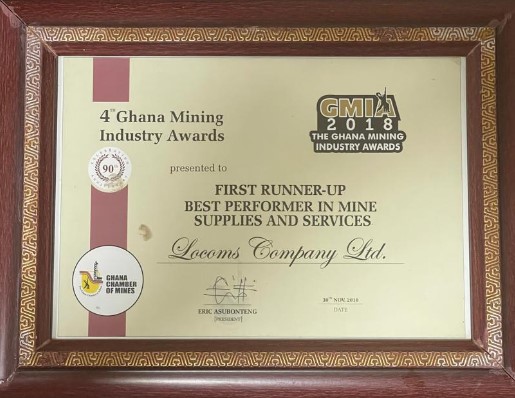 4th Ghana Mining
Industry Awards
GMIA
2018
THE GHANA MINING
INDUSTRY AWARDS
90th
presented to
FIRST RUNNER-UP
BEST PERFORMER IN MINE
SUPPLIES AND SERVICES
Locoms Company Ltd.
GHANA
CHAMBER
OF MINES
ERIC ASUBONTENG
[PRESIDENT]
30TH NOV, 2018
DATE